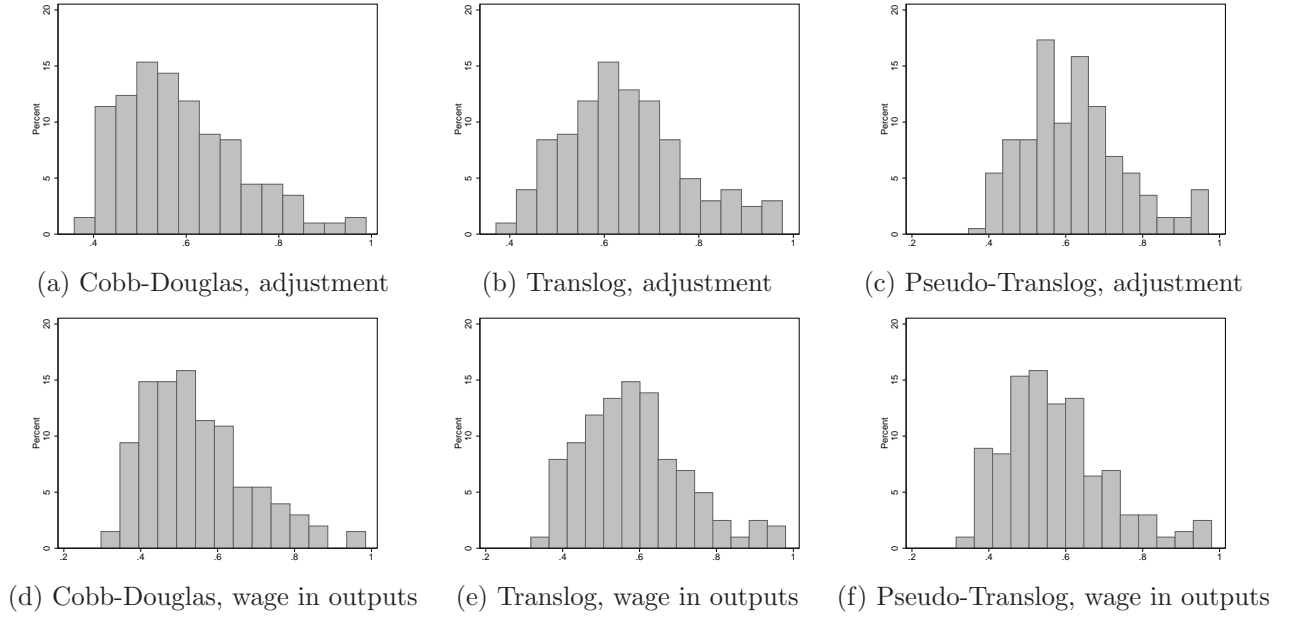 20
15
10
5
0
Percent
.4 .6 .8 1
20
15
10
5
0
Percent
.4 .6 .8 1
20
15
10
5
0
Percent
.2 .4 .6 .8 1
(a) Cobb-Douglas, adjustment
(b) Translog, adjustment
(c) Pseudo-Translog, adjustment
20
15
10
5
0
Percent
.2 .4 .6 .8 1
20
15
10
5
0
Percent
.2 .4 .6 .8 1
20
15
10
5
0
Percent
.2 .4 .6 .8 1
(d) Cobb-Douglas, wage in outputs
(e) Translog, wage in outputs
(f) Pseudo-Translog, wage in outputs